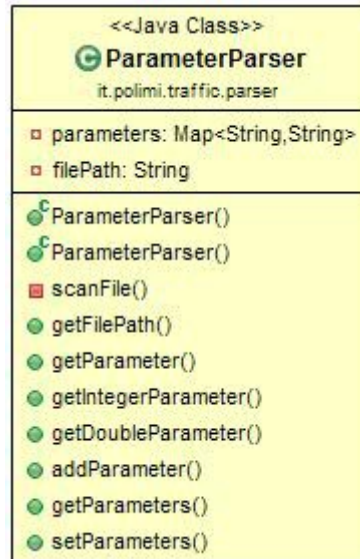 <<Java Class>>
ParameterParser
it.polimi.traffic.parser
parameters: Map<String,String>
filePath: String
ParameterParser()
ParameterParser()
scanFile()
getFilePath()
getParameter()
getIntegerParameter()
getDoubleParameter()
addParameter()
getParameters()
setParameters()